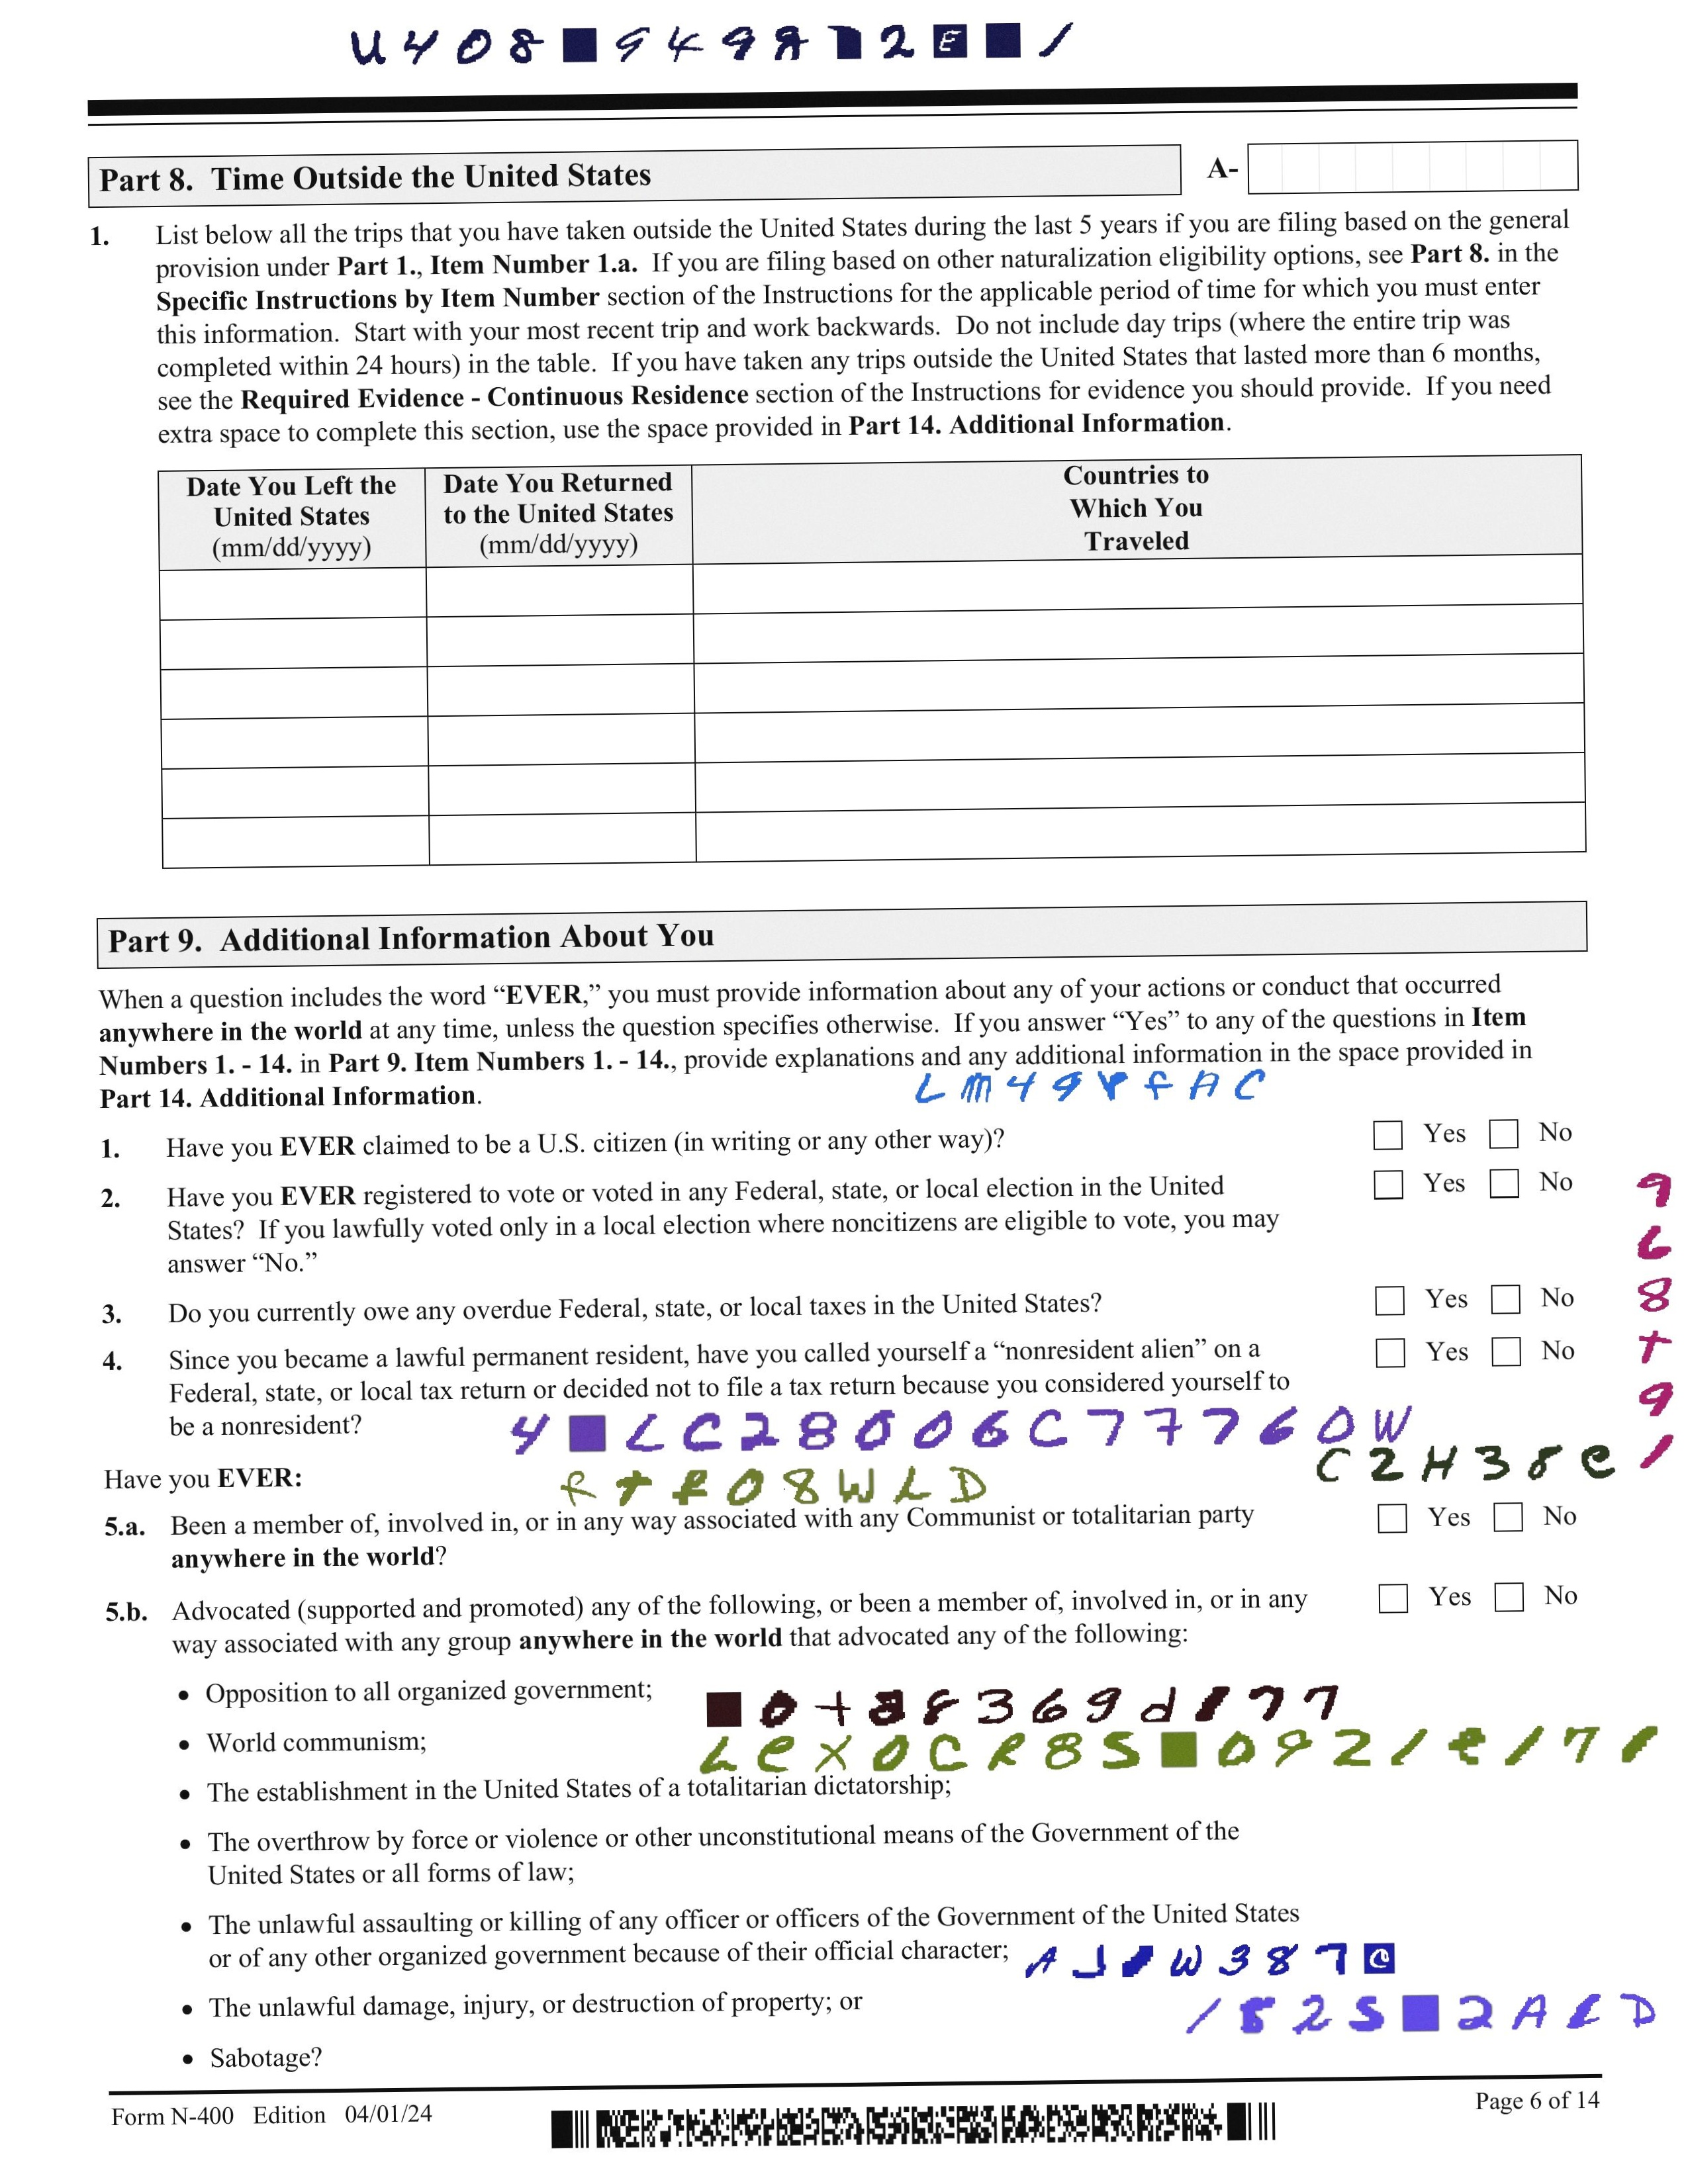 Part 8. Time Outside the United States
A-
1. List below all the trips that you have taken outside the United States during the last 5 years if you are filing based on the general
provision under Part 1., Item Number 1.a. If you are filing based on other naturalization eligibility options, see Part 8. in the
Specific Instructions by Item Number section of the Instructions for the applicable period of time for which you must enter
this information. Start with your most recent trip and work backwards. Do not include day trips (where the entire trip was
completed within 24 hours) in the table. If you have taken any trips outside the United States that lasted more than 6 months,
see the Required Evidence - Continuous Residence section of the Instructions for evidence you should provide. If you need
extra space to complete this section, use the space provided in Part 14. Additional Information.
Date You Left the
United States
(mm/dd/yyyy)
Date You Returned
to the United States
(mm/dd/yyyy)
Countries to
Which You
Traveled
Part 9. Additional Information About You
When a question includes the word “EVER,” you must provide information about any of your actions or conduct that occurred
anywhere in the world at any time, unless the question specifies otherwise. If you answer “Yes” to any of the questions in Item
Numbers 1. - 14. in Part 9. Item Numbers 1. - 14., provide explanations and any additional information in the space provided in
Part 14. Additional Information.
1. Have you EVER claimed to be a U.S. citizen (in writing or any other way)? Yes No
2. Have you EVER registered to vote or voted in any Federal, state, or local election in the United Yes No
States? If you lawfully voted only in a local election where noncitizens are eligible to vote, you may
answer “No.”
3. Do you currently owe any overdue Federal, state, or local taxes in the United States? Yes No
4. Since you became a lawful permanent resident, have you called yourself a “nonresident alien” on a Yes No
Federal, state, or local tax return or decided not to file a tax return because you considered yourself to
be a nonresident?
C2H38e
Have you EVER:
5.a. Been a member of, involved in, or in any way associated with any Communist or totalitarian party Yes No
anywhere in the world?
5.b. Advocated (supported and promoted) any of the following, or been a member of, involved in, or in any Yes No
way associated with any group anywhere in the world that advocated any of the following:
• Opposition to all organized government;
• World communism;
• The establishment in the United States of a totalitarian dictatorship;
• The overthrow by force or violence or other unconstitutional means of the Government of the
United States or all forms of law;
• The unlawful assaulting or killing of any officer or officers of the Government of the United States
or of any other organized government because of their official character;
• The unlawful damage, injury, or destruction of property; or
• Sabotage?
Form N-400 Edition 04/01/24
Page 6 of 14